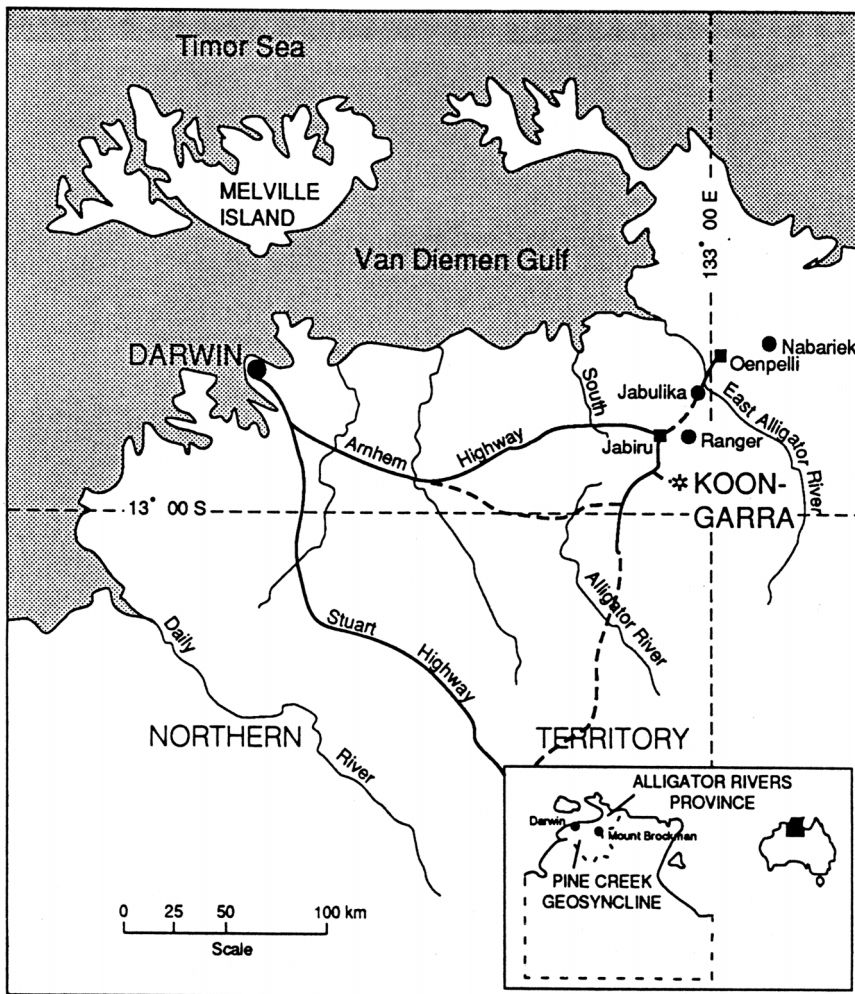 Timor Sea
MELVILLE
ISLAND
133° 00 E
Van Diemen Gulf
DARWIN
Nabariek
Oenpelli
Jabulika
South
East Alligator River
Arnhem
Highway
Jabiru
Ranger
KOON-
GARRA
13° 00 S
Alligator River
Daily
Stuart
Highway
NORTHERN
TERRITORY
River
ALLIGATOR RIVERS
PROVINCE
Darwin
Mount Brockman
PINE CREEK
GEOSYNCLINE
0 25 50 100 km
Scale